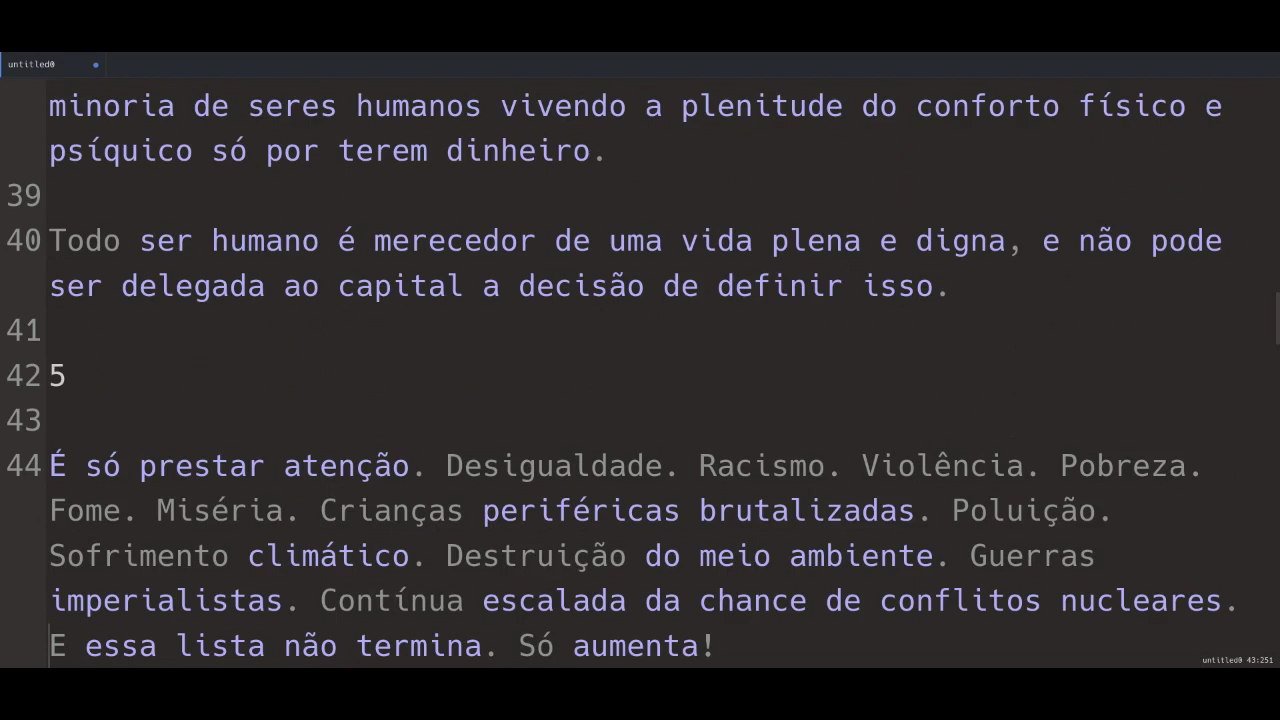 untitled0
minoria de seres humanos vivendo a plenitude do conforto físico e
psíquico só por terem dinheiro.
39
40 Todo ser humano é merecedor de uma vida plena e digna, e não pode
ser delegada ao capital a decisão de definir isso.
41
42 5
43
44 É só prestar atenção. Desigualdade. Racismo. Violência. Pobreza.
Fome. Miséria. Crianças periféricas brutalizadas. Poluição.
Sofrimento climático. Destruição do meio ambiente. Guerras
imperialistas. Contínua escalada da chance de conflitos nucleares.
E essa lista não termina. Só aumenta!
untitled0 43:251